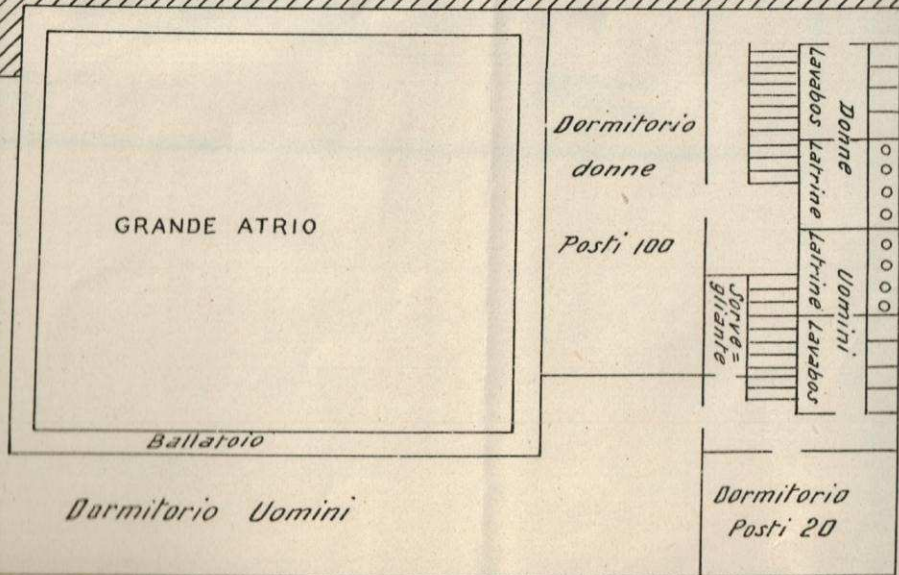 GRANDE ATRIO
Ballatoio
Dormitorio Uomini
Dormitorio
donne
Posti 100
Sorve=
gliante
Lavabos Latrine Latrine Lavabos
Donne Uomini
Dormitorio
Posti 20